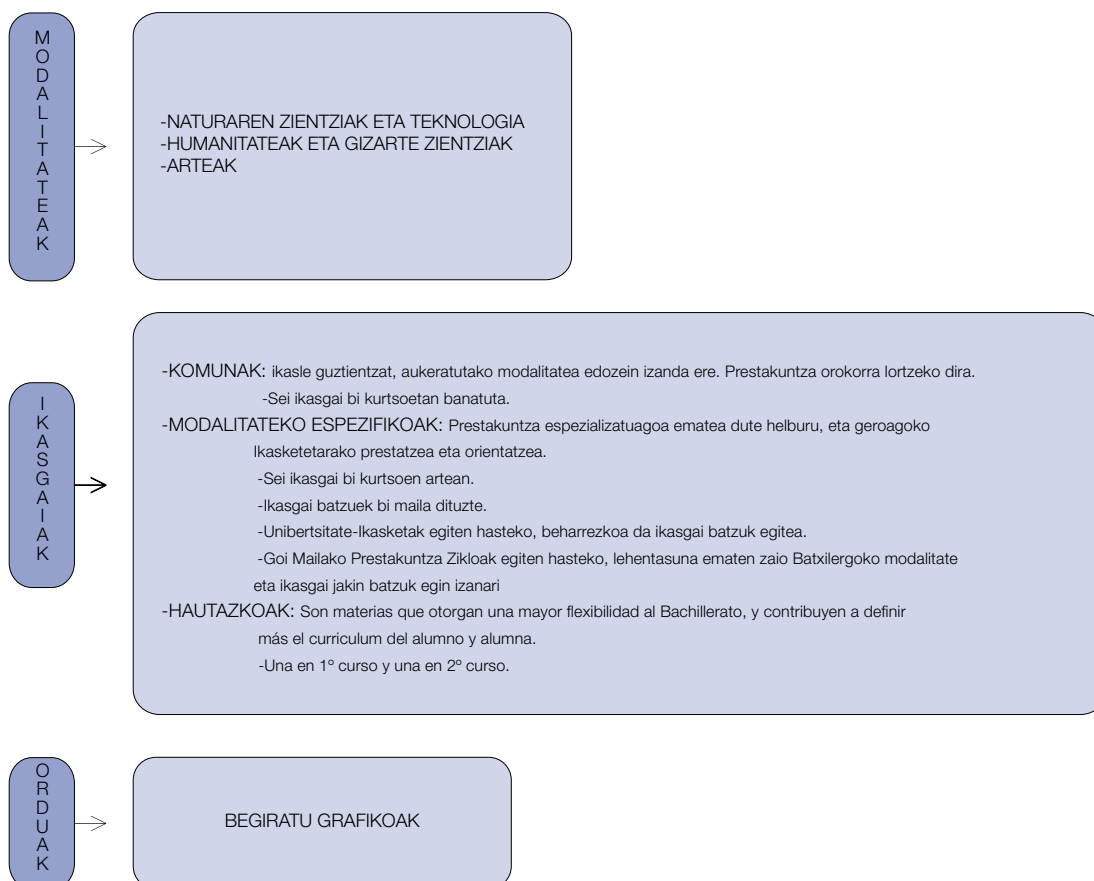 MODALITATEAK
-NATURAREN ZIENTZIAK ETA TEKNOLOGIA
-HUMANITATEAK ETA GIZARTE ZIENTZIAK
-ARTEAK
IKASGAIAK
-KOMUNAK: ikasle guztientzat, aukeratutako modalitatea edozein izanda ere. Prestakuntza orokorra lortzeko dira.
-Sei ikasgai bi kurtsoetan banatuta.
-MODALITATEKO ESPEZIFIKOAK: Prestakuntza espezializatuagoa ematea dute helburu, eta geroagoko
Ikasketetarako prestatzea eta orientatzea.
-Sei ikasgai bi kurtsoen artean.
-Ikasgai batzuek bi maila dituzte.
-Unibertsitate-Ikasketak egiten hasteko, beharrezkoa da ikasgai batzuk egitea.
-Goi Mailako Prestakuntza Zikloak egiten hasteko, lehentasuna ematen zaio Batxilergoko modalitate
eta ikasgai jakin batzuk egin izanari
-HAUTAZKOAK: Son materias que otorgan una mayor flexibilidad al Bachillerato, y contribuyen a definir
más el curriculum del alumno y alumna.
-Una en 1º curso y una en 2º curso.
ORDUAK
BEGIRATU GRAFIKOAK